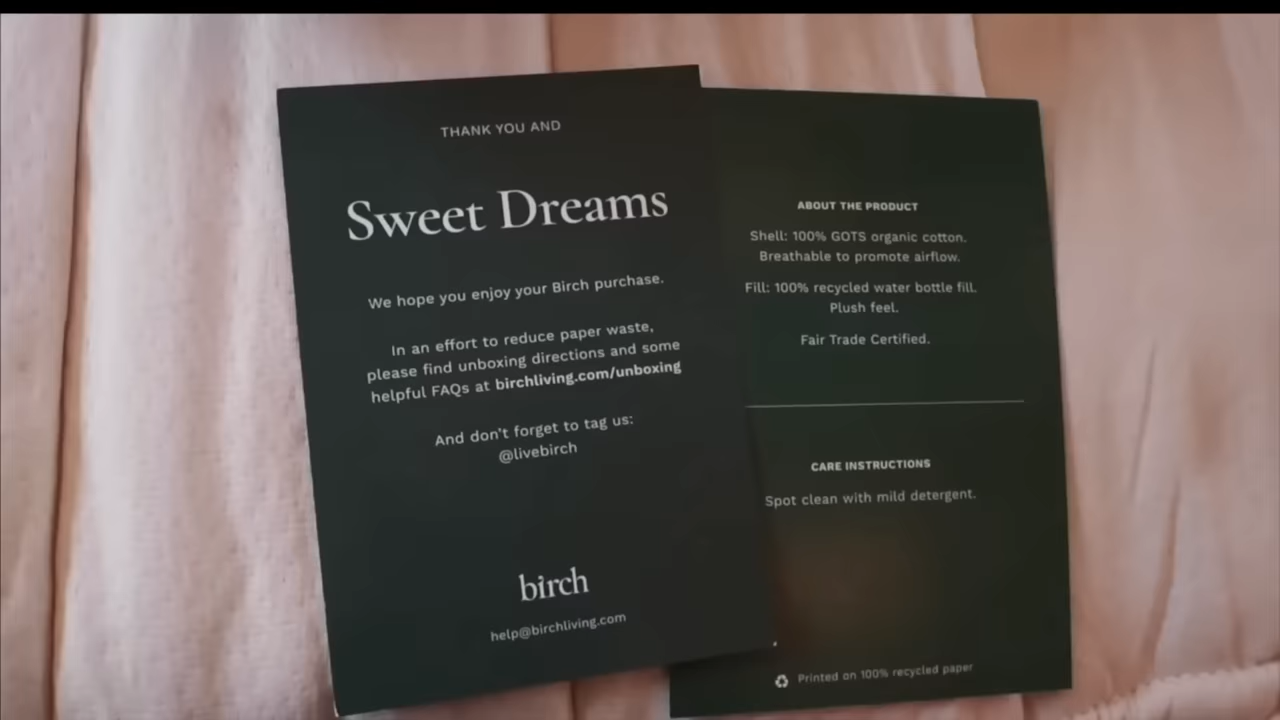 THANK YOU AND
Sweet Dreams
We hope you enjoy your Birch purchase.
In an effort to reduce paper waste,
please find unboxing directions and some
helpful FAQs at birchliving.com/unboxing
And don't forget to tag us:
@livebirch
birch
help@birchliving.com
ABOUT THE PRODUCT
Shell: 100% GOTS organic cotton.
Breathable to promote airflow.
Fill: 100% recycled water bottle fill.
Plush feel.
Fair Trade Certified.
CARE INSTRUCTIONS
Spot clean with mild detergent.
Printed on 100% recycled paper